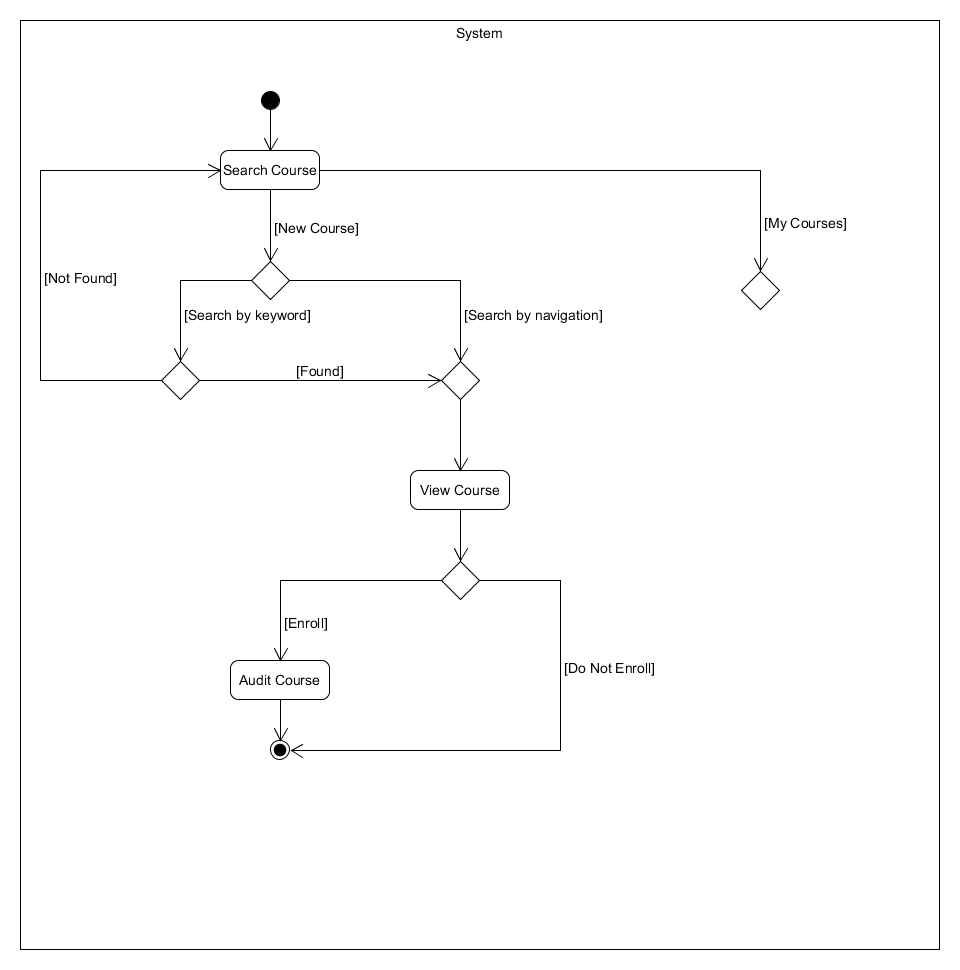 System
Search Course
[New Course]
[My Courses]
[Not Found]
[Search by keyword]
[Search by navigation]
[Found]
View Course
[Enroll]
[Do Not Enroll]
Audit Course